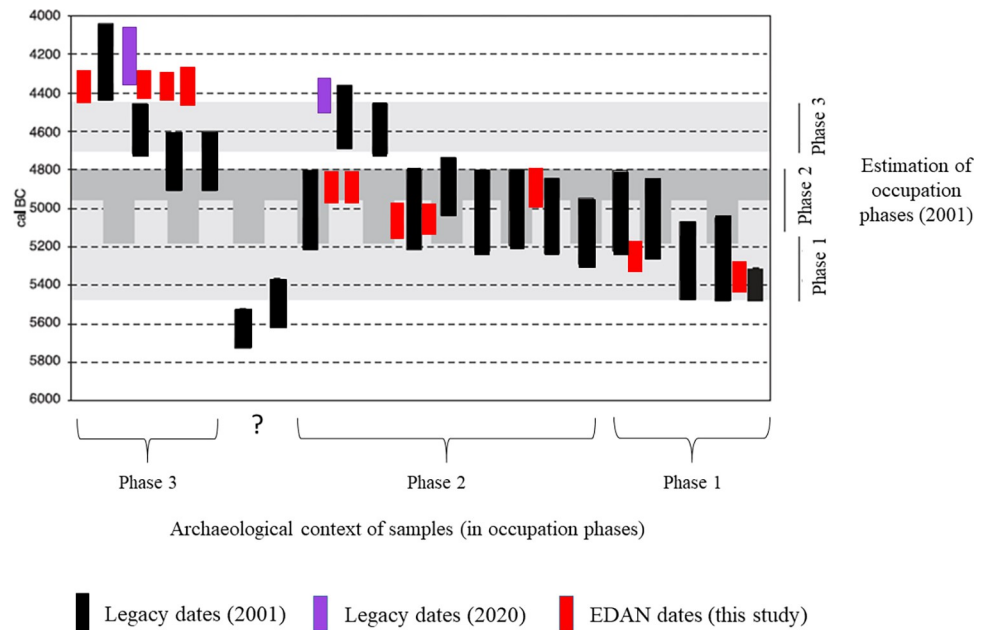 4000
4200
4400
4600
4800
5000
5200
5400
5600
5800
6000
cal BC
Phase 3
Phase 2
Phase 1
Estimation of
occupation
phases (2001)
?
Phase 3
Phase 2
Phase 1
Archaeological context of samples (in occupation phases)
Legacy dates (2001)
Legacy dates (2020)
EDAN dates (this study)